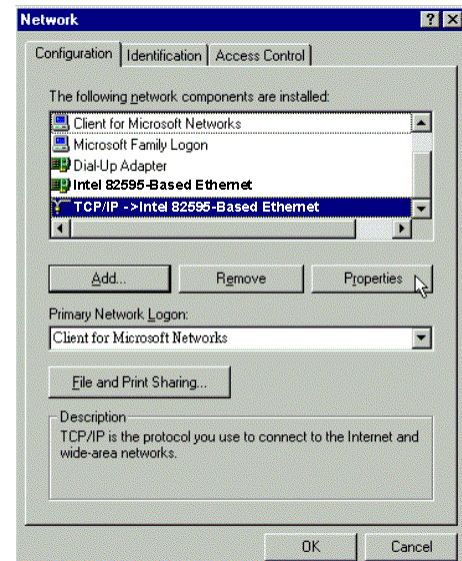 Network
Configuration Identification Access Control
The following network components are installed:
Client for Microsoft Networks
Microsoft Family Logon
Dial-Up Adapter
Intel 82595-Based Ethernet
TCP/IP ->Intel 82595-Based Ethernet
Add... Remove Properties
Primary Network Logon:
Client for Microsoft Networks
File and Print Sharing...
Description
TCP/IP is the protocol you use to connect to the Internet and
wide-area networks.
OK Cancel